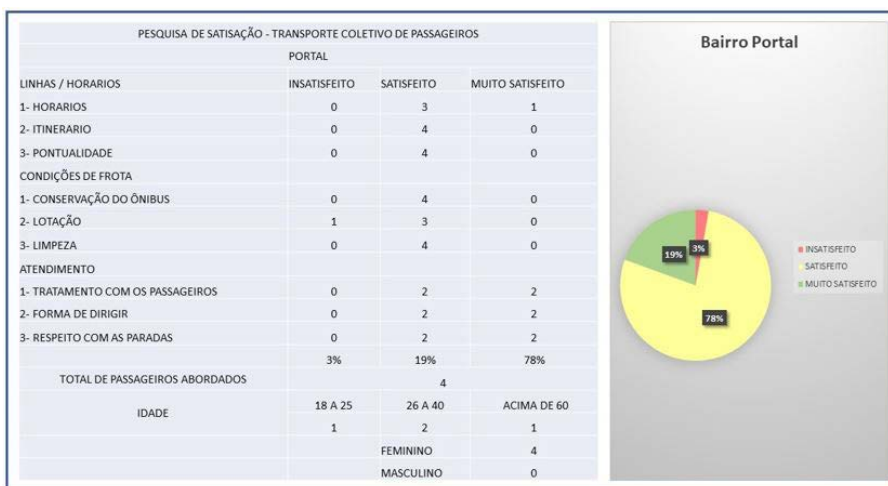 PESQUISA DE SATISAÇÃO - TRANSPORTE COLETIVO DE PASSAGEIROS
PORTAL
LINHAS / HORARIOS INSATISFEITO SATISFEITO MUITO SATISFEITO
1- HORARIOS 0 3 1
2- ITINERARIO 0 4 0
3- PONTUALIDADE 0 4 0
CONDIÇÕES DE FROTA
1- CONSERVAÇÃO DO ÔNIBUS 0 4 0
2- LOTAÇÃO 1 3 0
3- LIMPEZA 0 4 0
ATENDIMENTO
1- TRATAMENTO COM OS PASSAGEIROS 0 2 2
2- FORMA DE DIRIGIR 0 2 2
3- RESPEITO COM AS PARADAS 0 2 2
3% 19% 78%
TOTAL DE PASSAGEIROS ABORDADOS 4
IDADE 18 A 25 26 A 40 ACIMA DE 60
1 2 1
FEMININO 4
MASCULINO 0
Bairro Portal
19% 3%
78%
INSATISFEITO
SATISFEITO
MUITO SATISFEITO